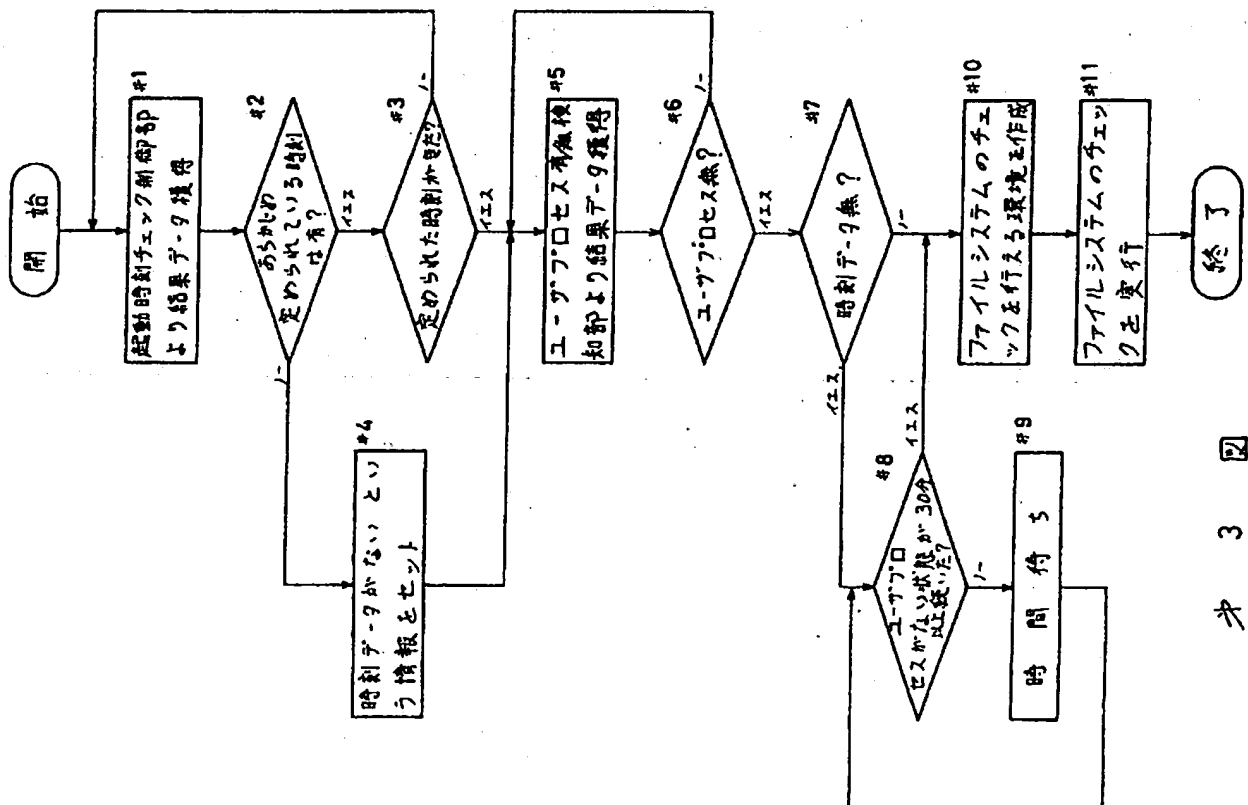 開始
#1
起動時刻チェック制御部
より結果データ獲得
#2
あらかじめ
定められている時刻
は有?
イエス
ノー
#3
定められた時刻がきた?
ノー
イエス
#4
時刻データがないとい
う情報をセット
#5
ユーザプロセス有無検
知部より結果データ獲得
#6
ユーザプロセス無?
ノー
イエス
#7
時刻データ無?
イエス
ノー
#8
ユーザプロ
セスがない状態が30分
以上続いた?
イエス
ノー
#9
時間待ち
#10
ファイルシステムのチェ
ックを行える環境を作成
#11
ファイルシステムのチェッ
クを実行
終了
才3図